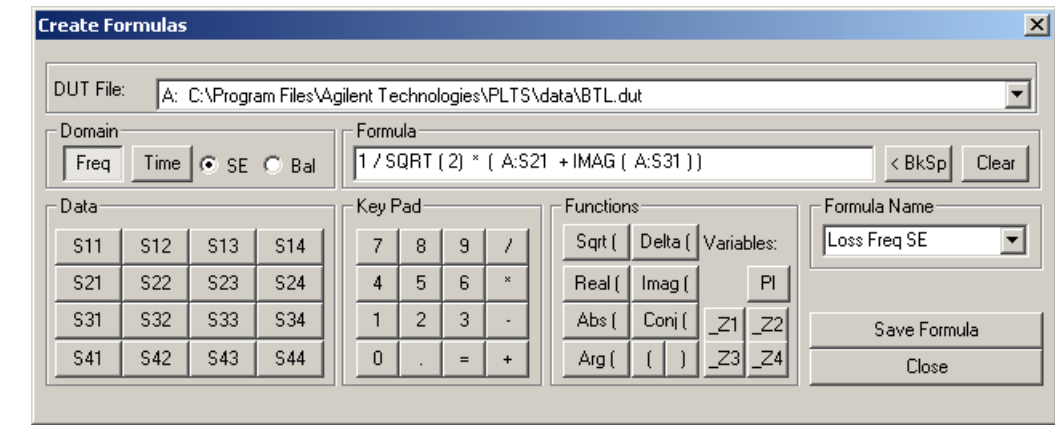 Create Formulas
DUT File: A: C:\Program Files\Agilent Technologies\PLTS\data\BTL.dut
Domain
Freq Time SE Bal
Formula
1 / SQRT ( 2) * ( A:S21 + IMAG ( A:S31 ) ) < BkSp Clear
Data
S11 S12 S13 S14
S21 S22 S23 S24
S31 S32 S33 S34
S41 S42 S43 S44
Key Pad
7 8 9 /
4 5 6 *
1 2 3 -
0 . = +
Functions
Sqrt ( Delta ( Variables:
Real ( Imag ( PI
Abs ( Conj ( _Z1 _Z2
Arg ( ( ) _Z3 _Z4
Formula Name
Loss Freq SE
Save Formula
Close